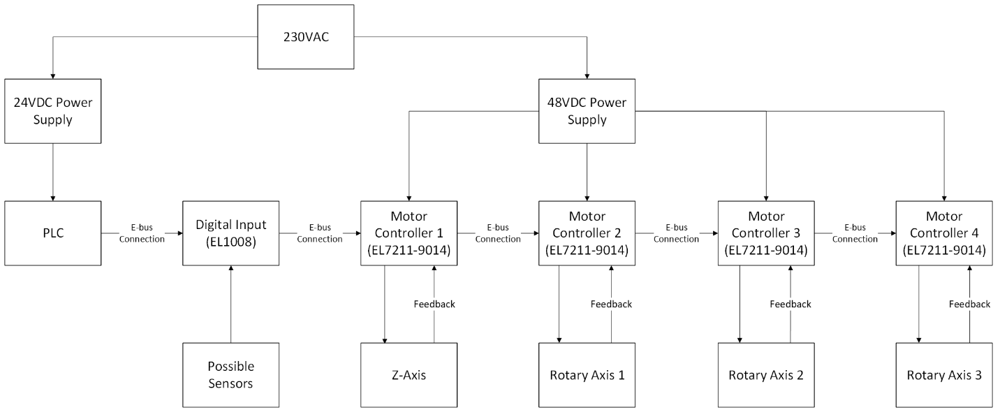 230VAC
24VDC Power
Supply
48VDC Power
Supply
PLC
E-bus
Connection
Digital Input
(EL1008)
E-bus
Connection
Motor
Controller 1
(EL7211-9014)
E-bus
Connection
Motor
Controller 2
(EL7211-9014)
E-bus
Connection
Motor
Controller 3
(EL7211-9014)
E-bus
Connection
Motor
Controller 4
(EL7211-9014)
Feedback
Feedback
Feedback
Feedback
Possible
Sensors
Z-Axis
Rotary Axis 1
Rotary Axis 2
Rotary Axis 3